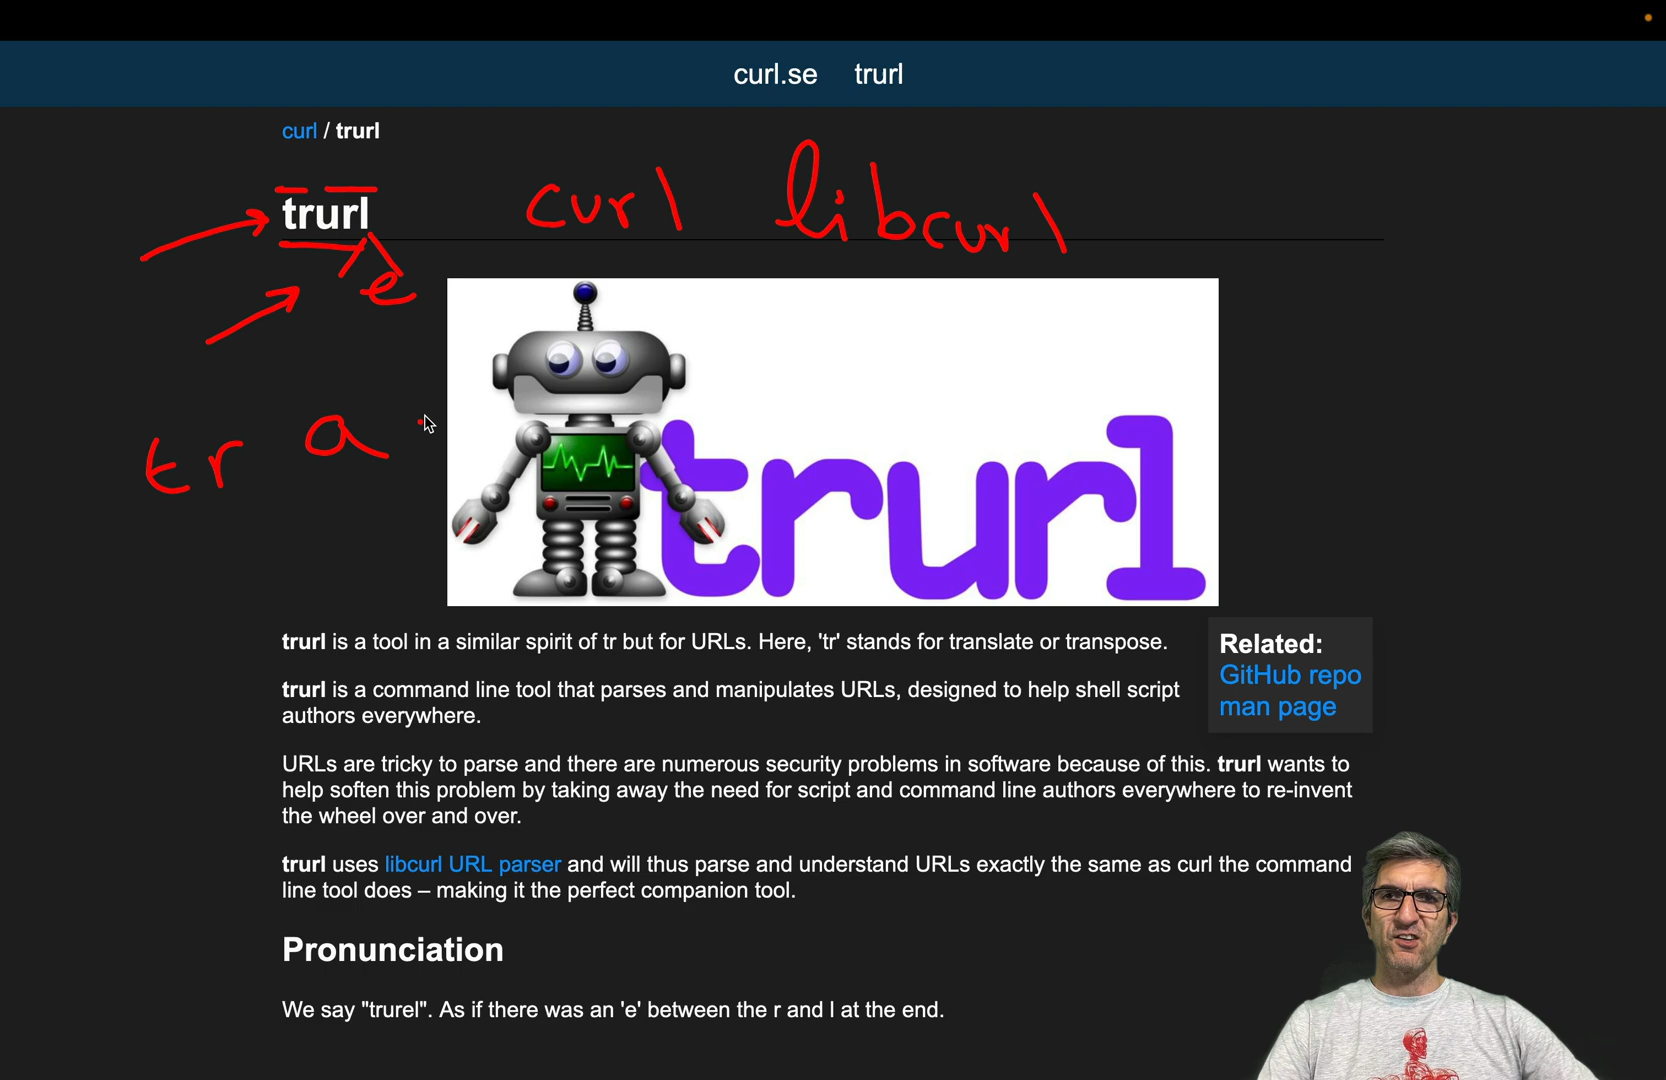 curl.se trurl
curl / trurl
trurl
curl libcurl
e
tr a
trurl
trurl is a tool in a similar spirit of tr but for URLs. Here, 'tr' stands for translate or transpose.
trurl is a command line tool that parses and manipulates URLs, designed to help shell script
authors everywhere.
Related:
GitHub repo
man page
URLs are tricky to parse and there are numerous security problems in software because of this. trurl wants to
help soften this problem by taking away the need for script and command line authors everywhere to re-invent
the wheel over and over.
trurl uses libcurl URL parser and will thus parse and understand URLs exactly the same as curl the command
line tool does – making it the perfect companion tool.
Pronunciation
We say "trurel". As if there was an 'e' between the r and l at the end.